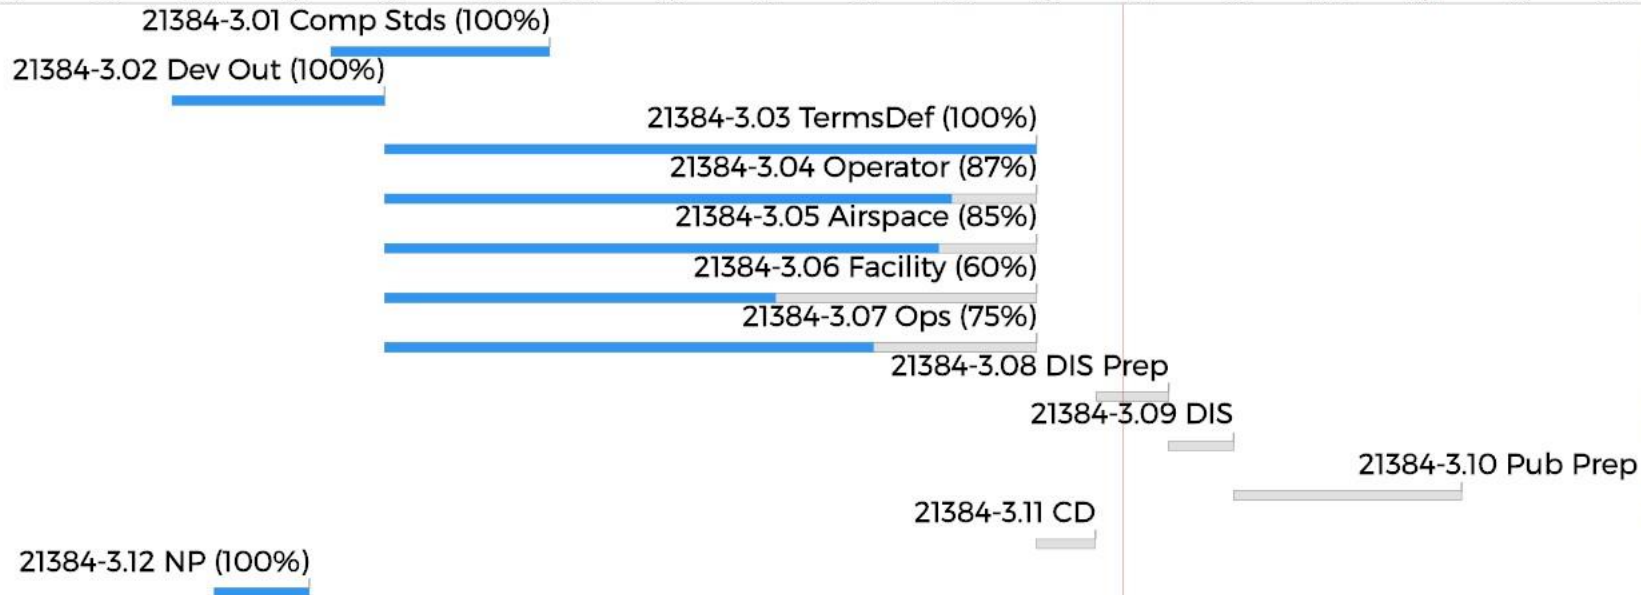 21384-3.01 Comp Stds (100%)
21384-3.02 Dev Out (100%)
21384-3.03 TermsDef (100%)
21384-3.04 Operator (87%)
21384-3.05 Airspace (85%)
21384-3.06 Facility (60%)
21384-3.07 Ops (75%)
21384-3.08 DIS Prep
21384-3.09 DIS
21384-3.10 Pub Prep
21384-3.11 CD
21384-3.12 NP (100%)